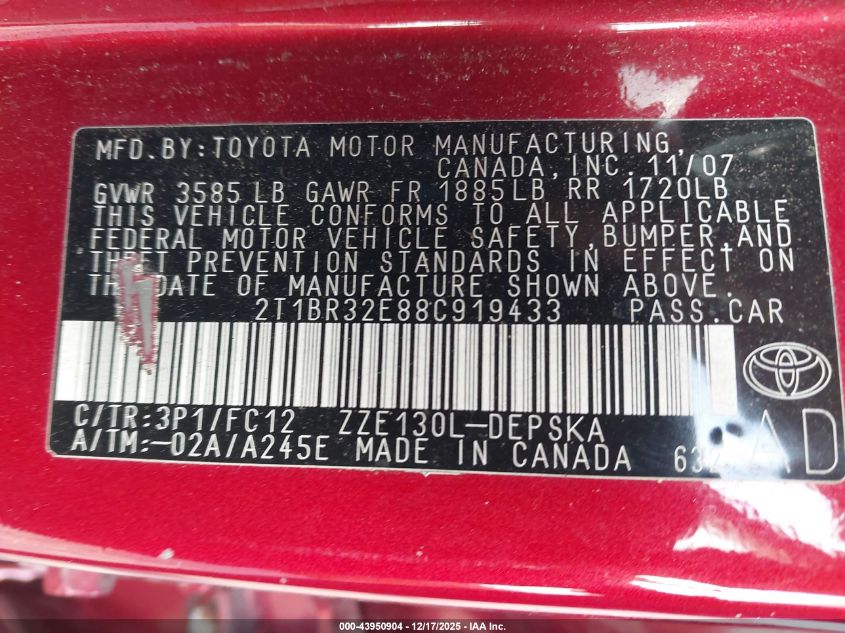 MFD.BY:TOYOTA MOTOR MANUFACTURING,
CANADA,INC. 11/07
GVWR 3585LB GAWR FR 1885LB RR 1720LB
THIS VEHICLE CONFORMS TO ALL APPLICABLE
FEDERAL MOTOR VEHICLE SAFETY,BUMPER,AND
THEFT PREVENTION STANDARDS IN EFFECT ON
THE DATE OF MANUFACTURE SHOWN ABOVE.
2T1BR32E88C919433 PASS.CAR
C/TR:3P1/FC12 ZZE130L-DEPSKA
A/TM:-02A/A245E MADE IN CANADA
AD
000-43950904 - 12/17/2025 - IAA Inc.